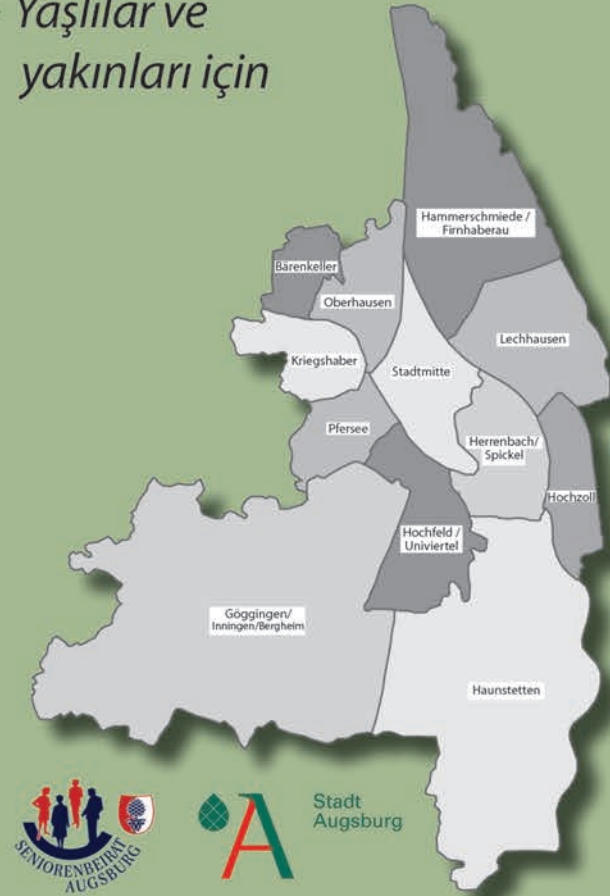 Yaşlılar ve
yakınları için
Hammerschmiede /
Firnhaberau
Bärenkeller
Oberhausen
Lechhausen
Kriegshaber
Stadtmitte
Pfersee
Herrenbach/
Spickel
Hochzoll
Hochfeld /
Univiertel
Göggingen/
Inningen/Bergheim
Haunstetten
SENIORENBEIRAT
AUGSBURG
A
Stadt
Augsburg